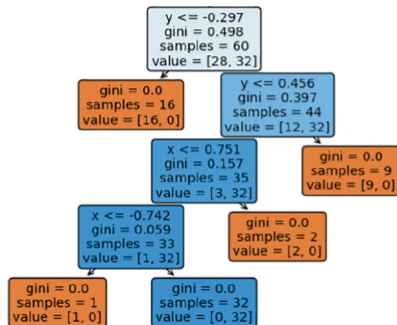 y <= -0.297
gini = 0.498
samples = 60
value = [28, 32]
gini = 0.0
samples = 16
value = [16, 0]
y <= 0.456
gini = 0.397
samples = 44
value = [12, 32]
x <= 0.751
gini = 0.157
samples = 35
value = [3, 32]
gini = 0.0
samples = 9
value = [9, 0]
x <= -0.742
gini = 0.059
samples = 33
value = [1, 32]
gini = 0.0
samples = 2
value = [2, 0]
gini = 0.0
samples = 1
value = [1, 0]
gini = 0.0
samples = 32
value = [0, 32]